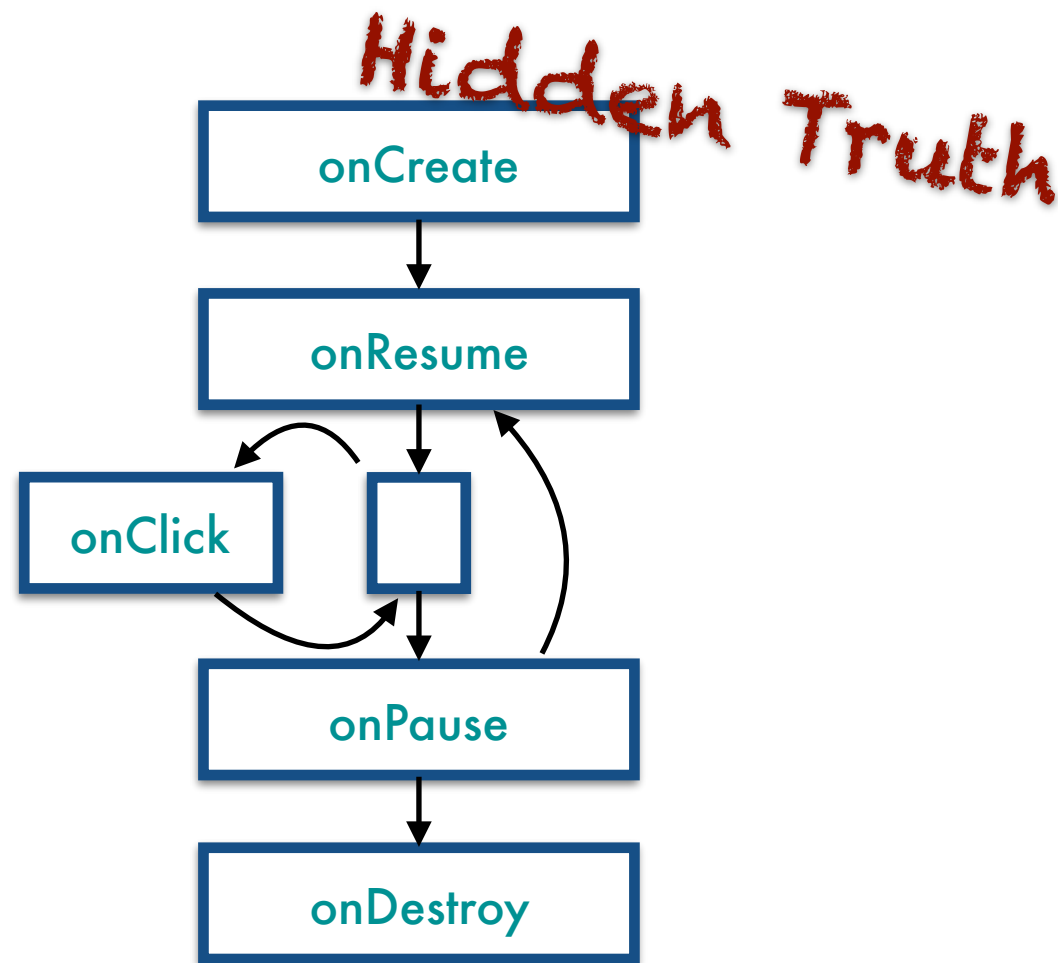 Hidden Truth
onCreate
onResume
onClick
onPause
onDestroy